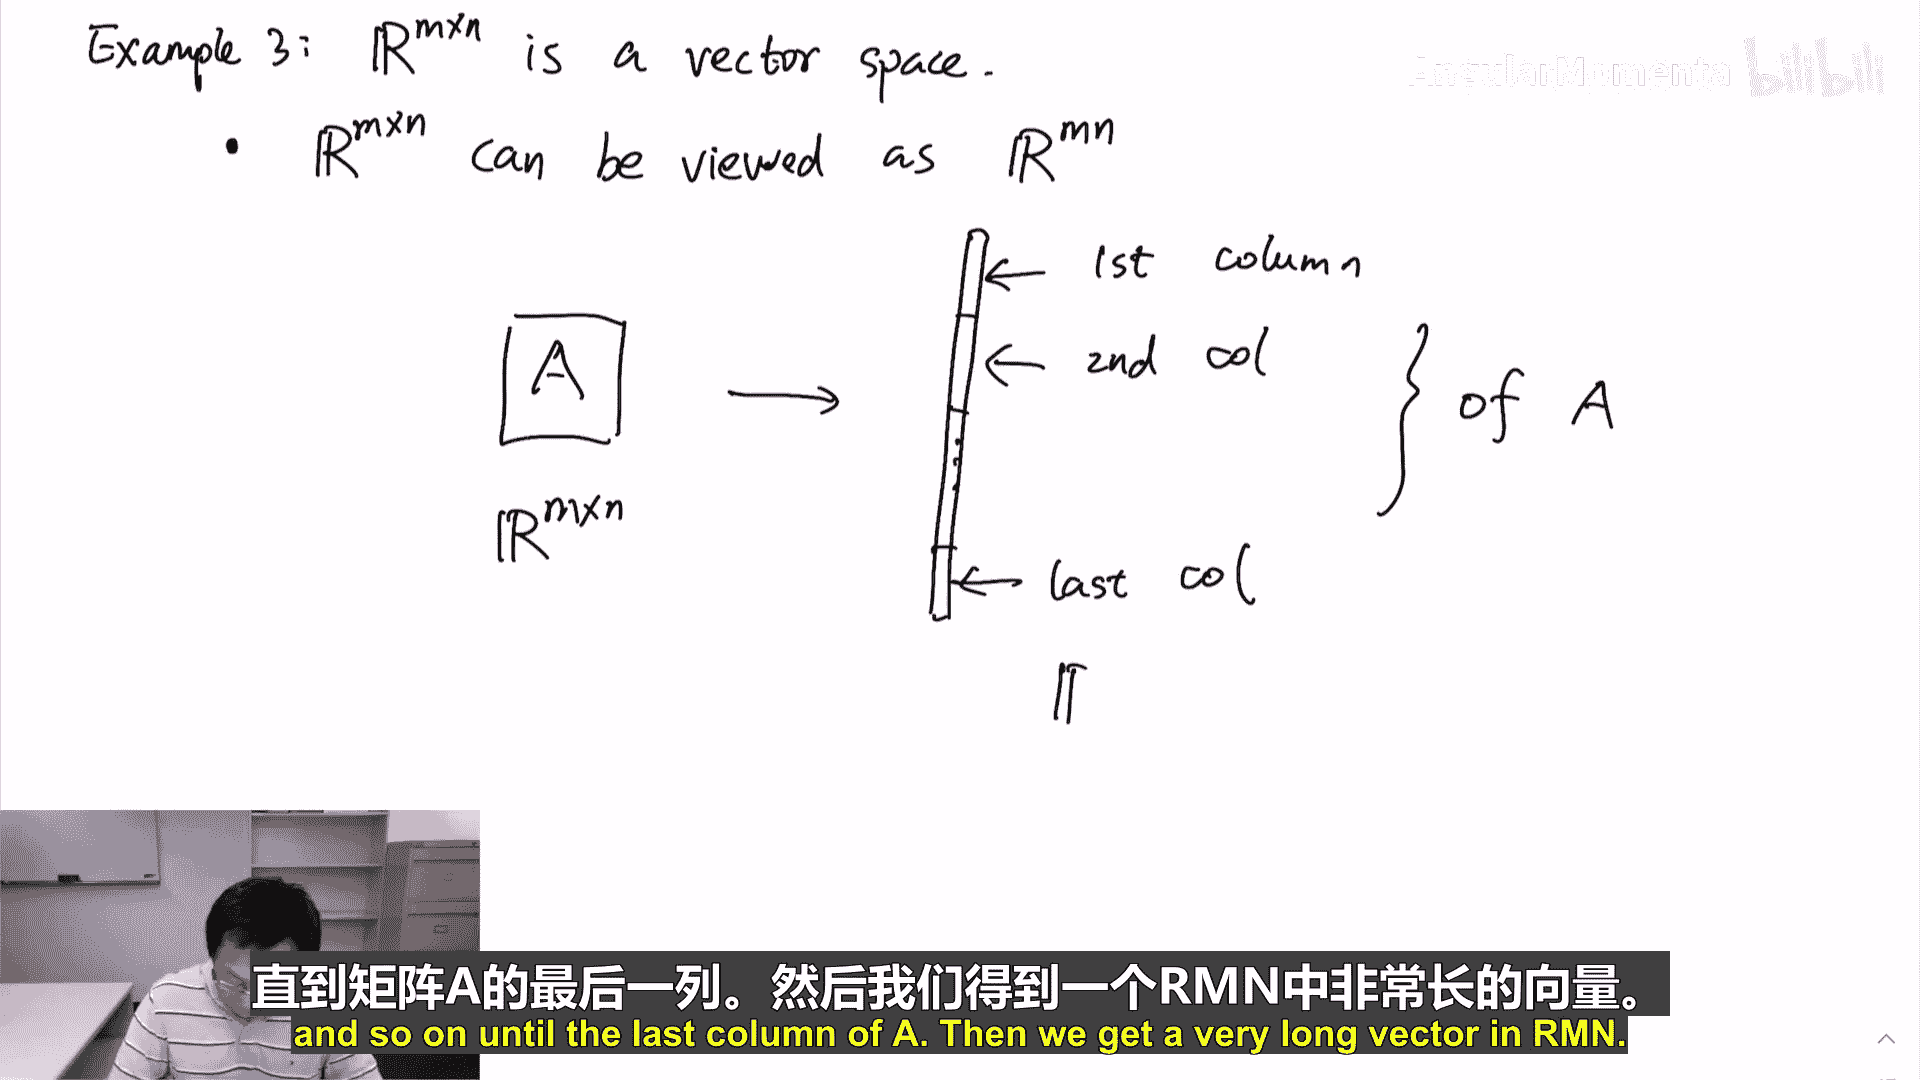 Example 3: ℝ^{m×n} is a vector space.
AngularMomenta bilibili
• ℝ^{m×n} can be viewed as ℝ^{mn}
← 1st column
← 2nd col
A → } of A
ℝ^{m×n}
← last col
直到矩阵A的最后一列。然后我们得到一个RMN中非常长的向量。
and so on until the last column of A. Then we get a very long vector in RMN.